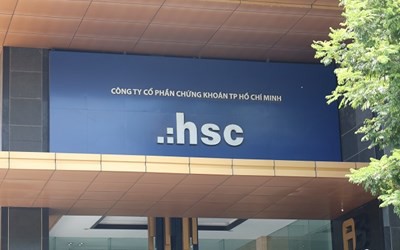 CÔNG TY CỔ PHẦN CHỨNG KHOÁN TP HỒ CHÍ MINH
.:hsc